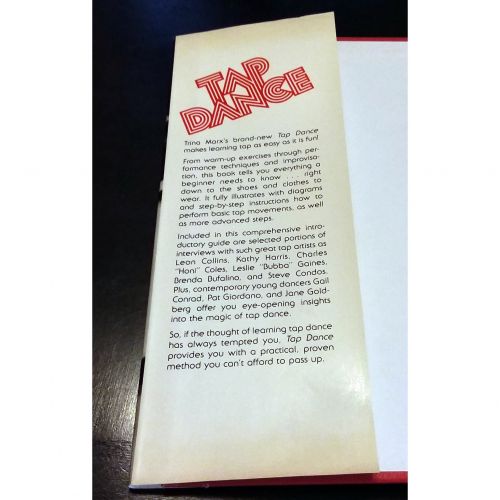 TAP
DANCE
Trina Marx's brand-new Tap Dance
makes learning tap as easy as it is fun!
From warm-up exercises through per-
formance techniques and improvisa-
tion, this book tells you everything a
beginner needs to know . . . right
down to the shoes and clothes to
wear. It fully illustrates with diagrams
and step-by-step instructions how to
perform basic tap movements, as well
as more advanced steps.
Included in this comprehensive intro-
ductory guide are selected portions of
interviews with such great tap artists as
Leon Collins, Kathy Harris, Charles
"Honi" Coles, Leslie "Bubba" Gaines,
Brenda Bufalino, and Steve Condos.
Plus, contemporary young dancers Gail
Conrad, Pat Giordano, and Jane Gold-
berg offer you eye-opening insights
into the magic of tap dance.
So, if the thought of learning tap dance
has always tempted you, Tap Dance
provides you with a practical, proven
method you can't afford to pass up.